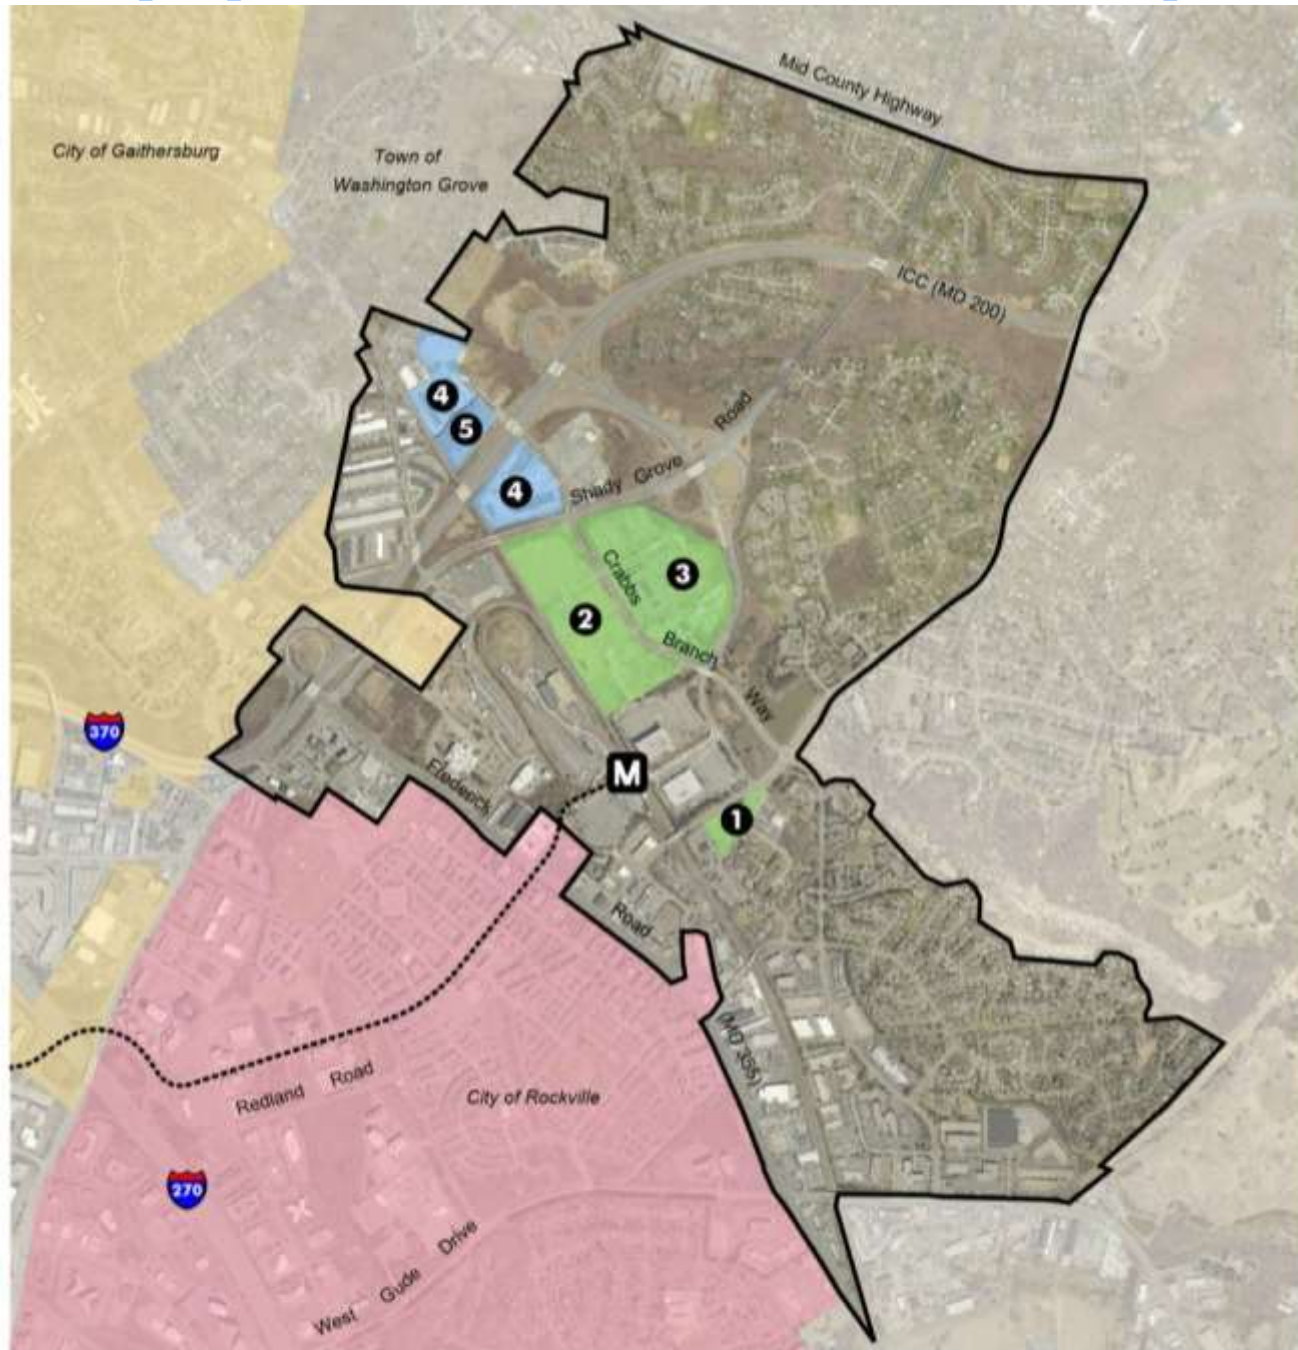 Mid County Highway
City of Gaithersburg
Town of
Washington Grove
ICC (MD 200)
4
5
4
Shady Grove Road
3
Crabbs Branch Way
2
370
M
Frederick Road
1
(MD 355)
Redland Road
City of Rockville
270
West Gude Drive